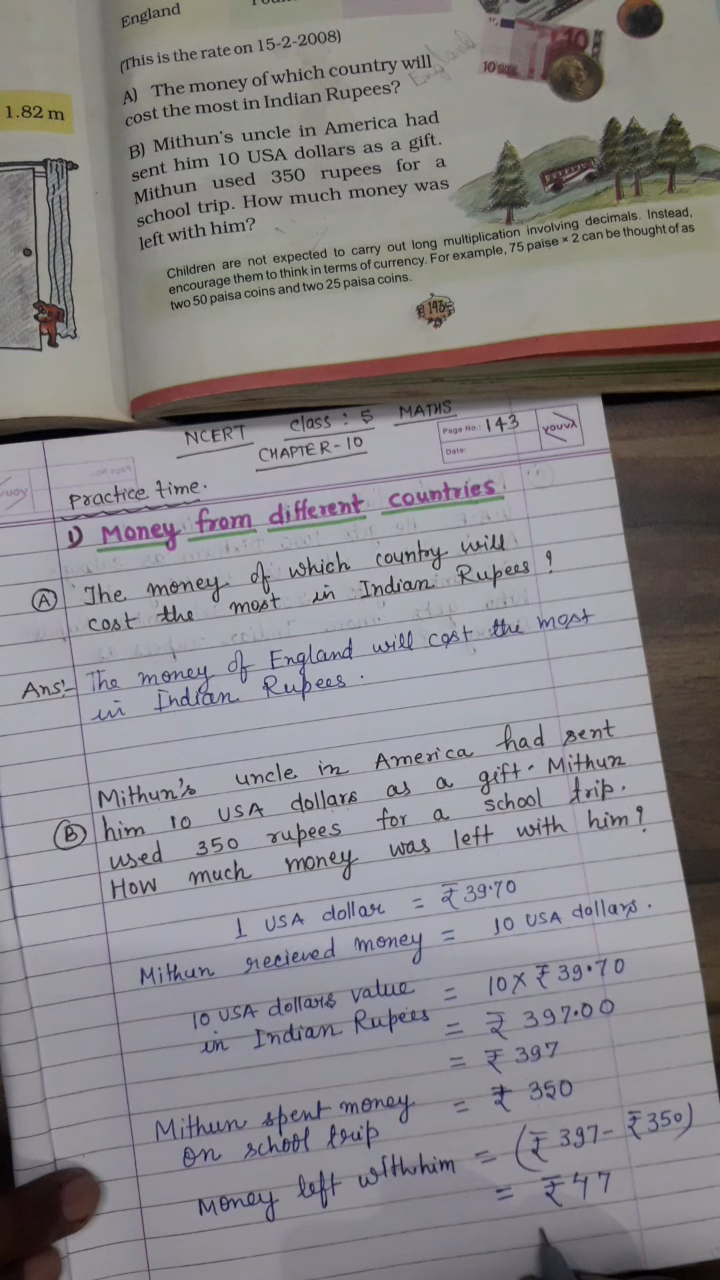 England
(This is the rate on 15-2-2008)
A) The money of which country will
cost the most in Indian Rupees?
England
B) Mithun's uncle in America had
sent him 10 USA dollars as a gift.
Mithun used 350 rupees for a
school trip. How much money was
left with him?
1.82 m
10
10
Children are not expected to carry out long multiplication involving decimals. Instead,
encourage them to think in terms of currency. For example, 75 paise × 2 can be thought of as
two 50 paisa coins and two 25 paisa coins.
143
NCERT class : 5 MATHS
CHAPTER-10
Page No.: 143
Date:
youva
Practice time.
1) Money from different countries
A The money of which country will
cost the most in Indian Rupees?
Ans:- The money of England will cost the most
in Indian Rupees.
Mithun's uncle in America had sent
B him 10 USA dollars as a gift. Mithun
used 350 rupees for a school trip.
How much money was left with him?
1 USA dollar = ₹39.70
Mithun recieved money = 10 USA dollars.
10 USA dollars value = 10 X ₹39.70
in Indian Rupees = ₹ 397.00
= ₹ 397
Mithun spent money = ₹ 350
on school trip
Money left with him = (₹ 397 - ₹350)
= ₹47